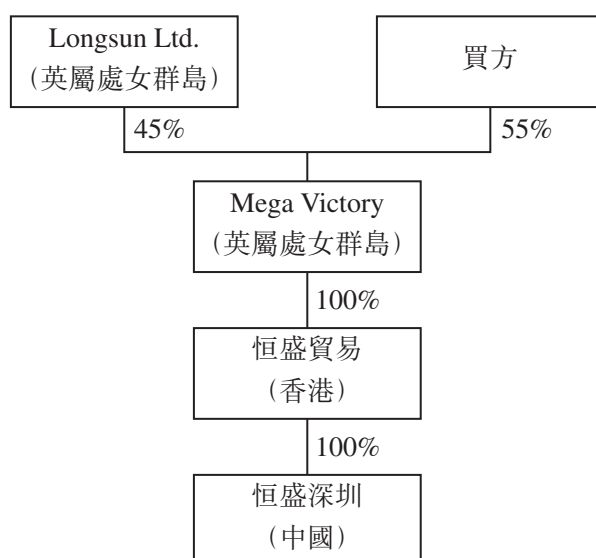 Longsun Ltd.
(英屬處女群島)
買方
45%
55%
Mega Victory
(英屬處女群島)
100%
恒盛貿易
(香港)
100%
恒盛深圳
(中國)